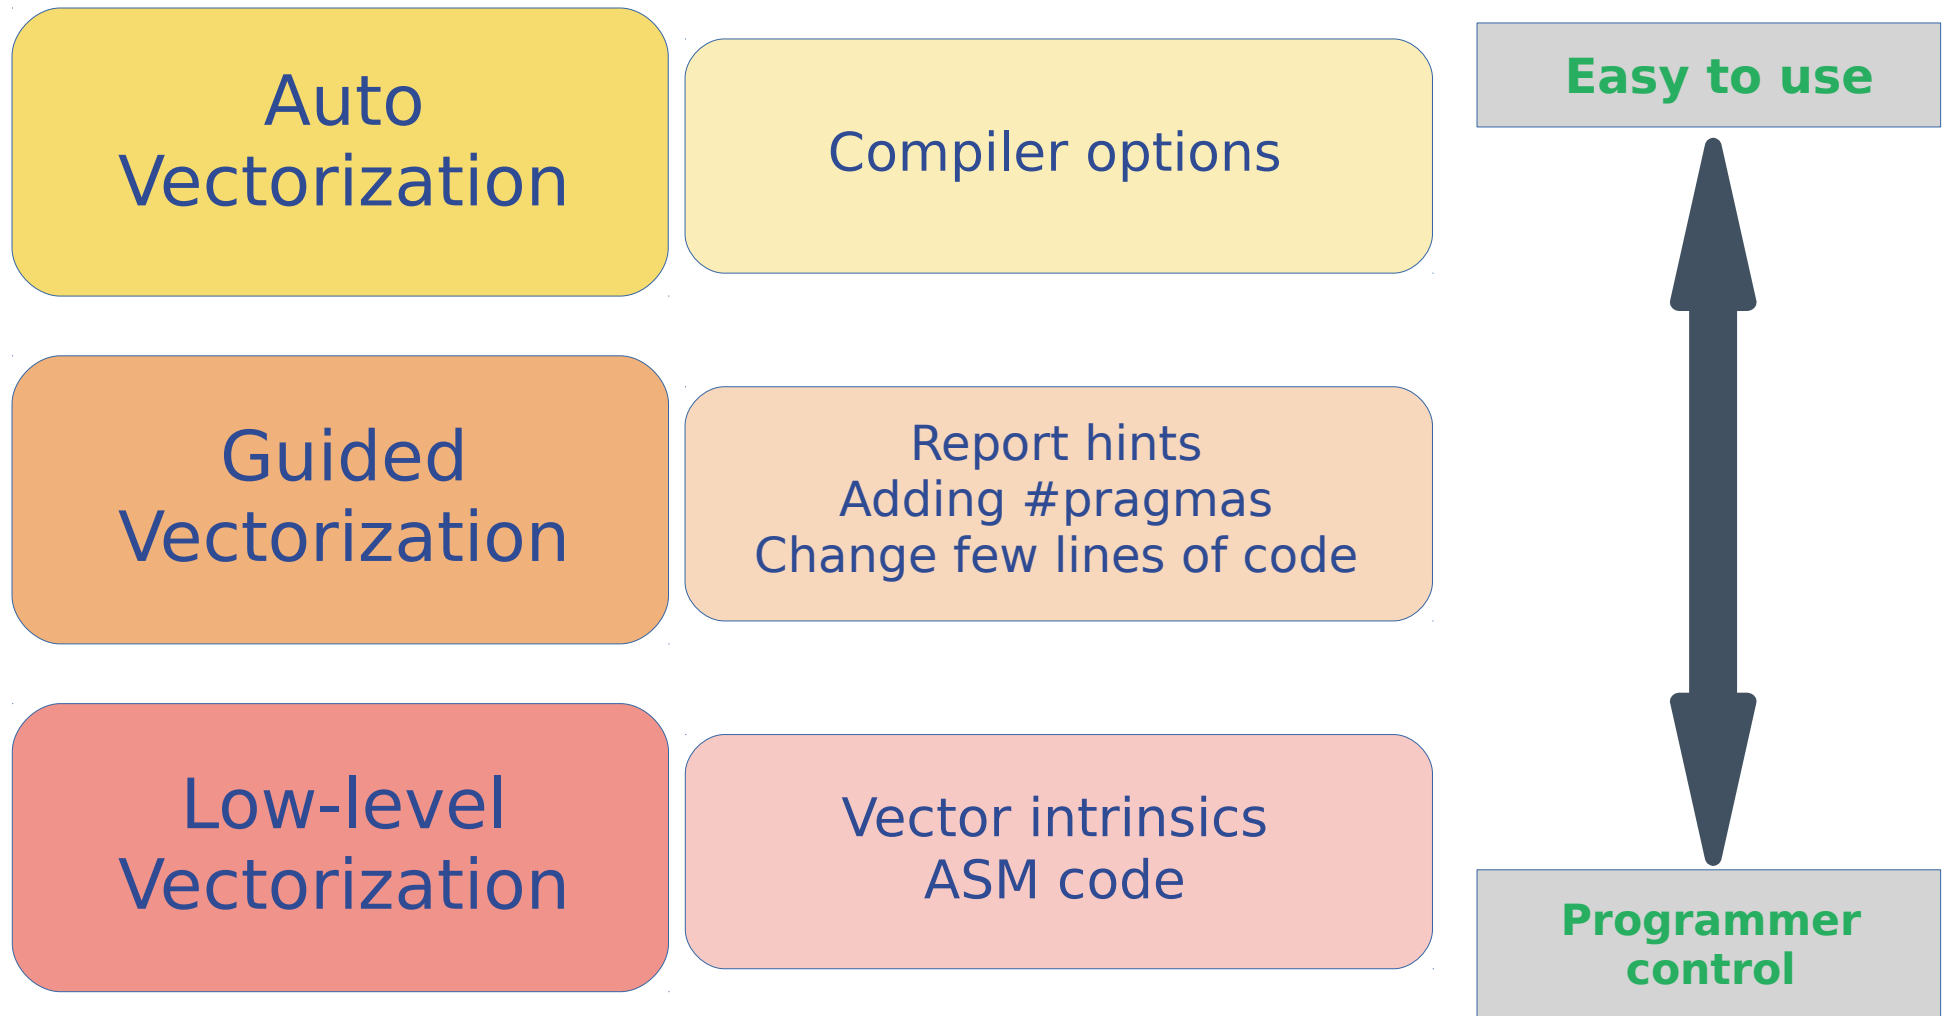 Auto
Vectorization
Compiler options
Easy to use
Guided
Vectorization
Report hints
Adding #pragmas
Change few lines of code
Low-level
Vectorization
Vector intrinsics
ASM code
Programmer
control